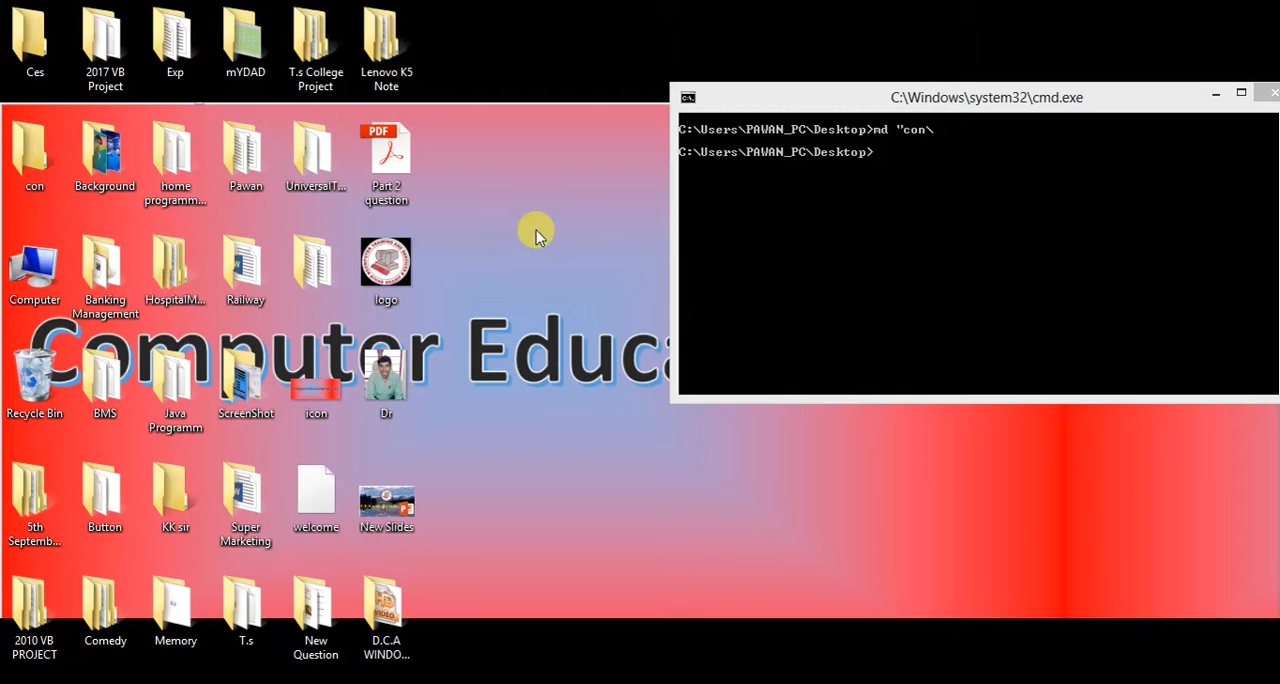 Ces
2017 VB
Project
Exp
mYDAD
T.s College
Project
Lenovo K5
Note
C:\Windows\system32\cmd.exe
C:\Users\PAWAN_PC\Desktop>md "con\
C:\Users\PAWAN_PC\Desktop>
con
Background
home
programm...
Pawan
UniversalT...
PDF
Part 2
question
Computer
Banking
Management
HospitalM...
Railway
logo
Computer Educa
Recycle Bin
BMS
Java
Programm
ScreenShot
icon
Dr
5th
Septemb...
Button
KK sir
Super
Marketing
welcome
New Slides
2010 VB
PROJECT
Comedy
Memory
T.s
New
Question
HD
VIDEO
D.C.A
WINDO...